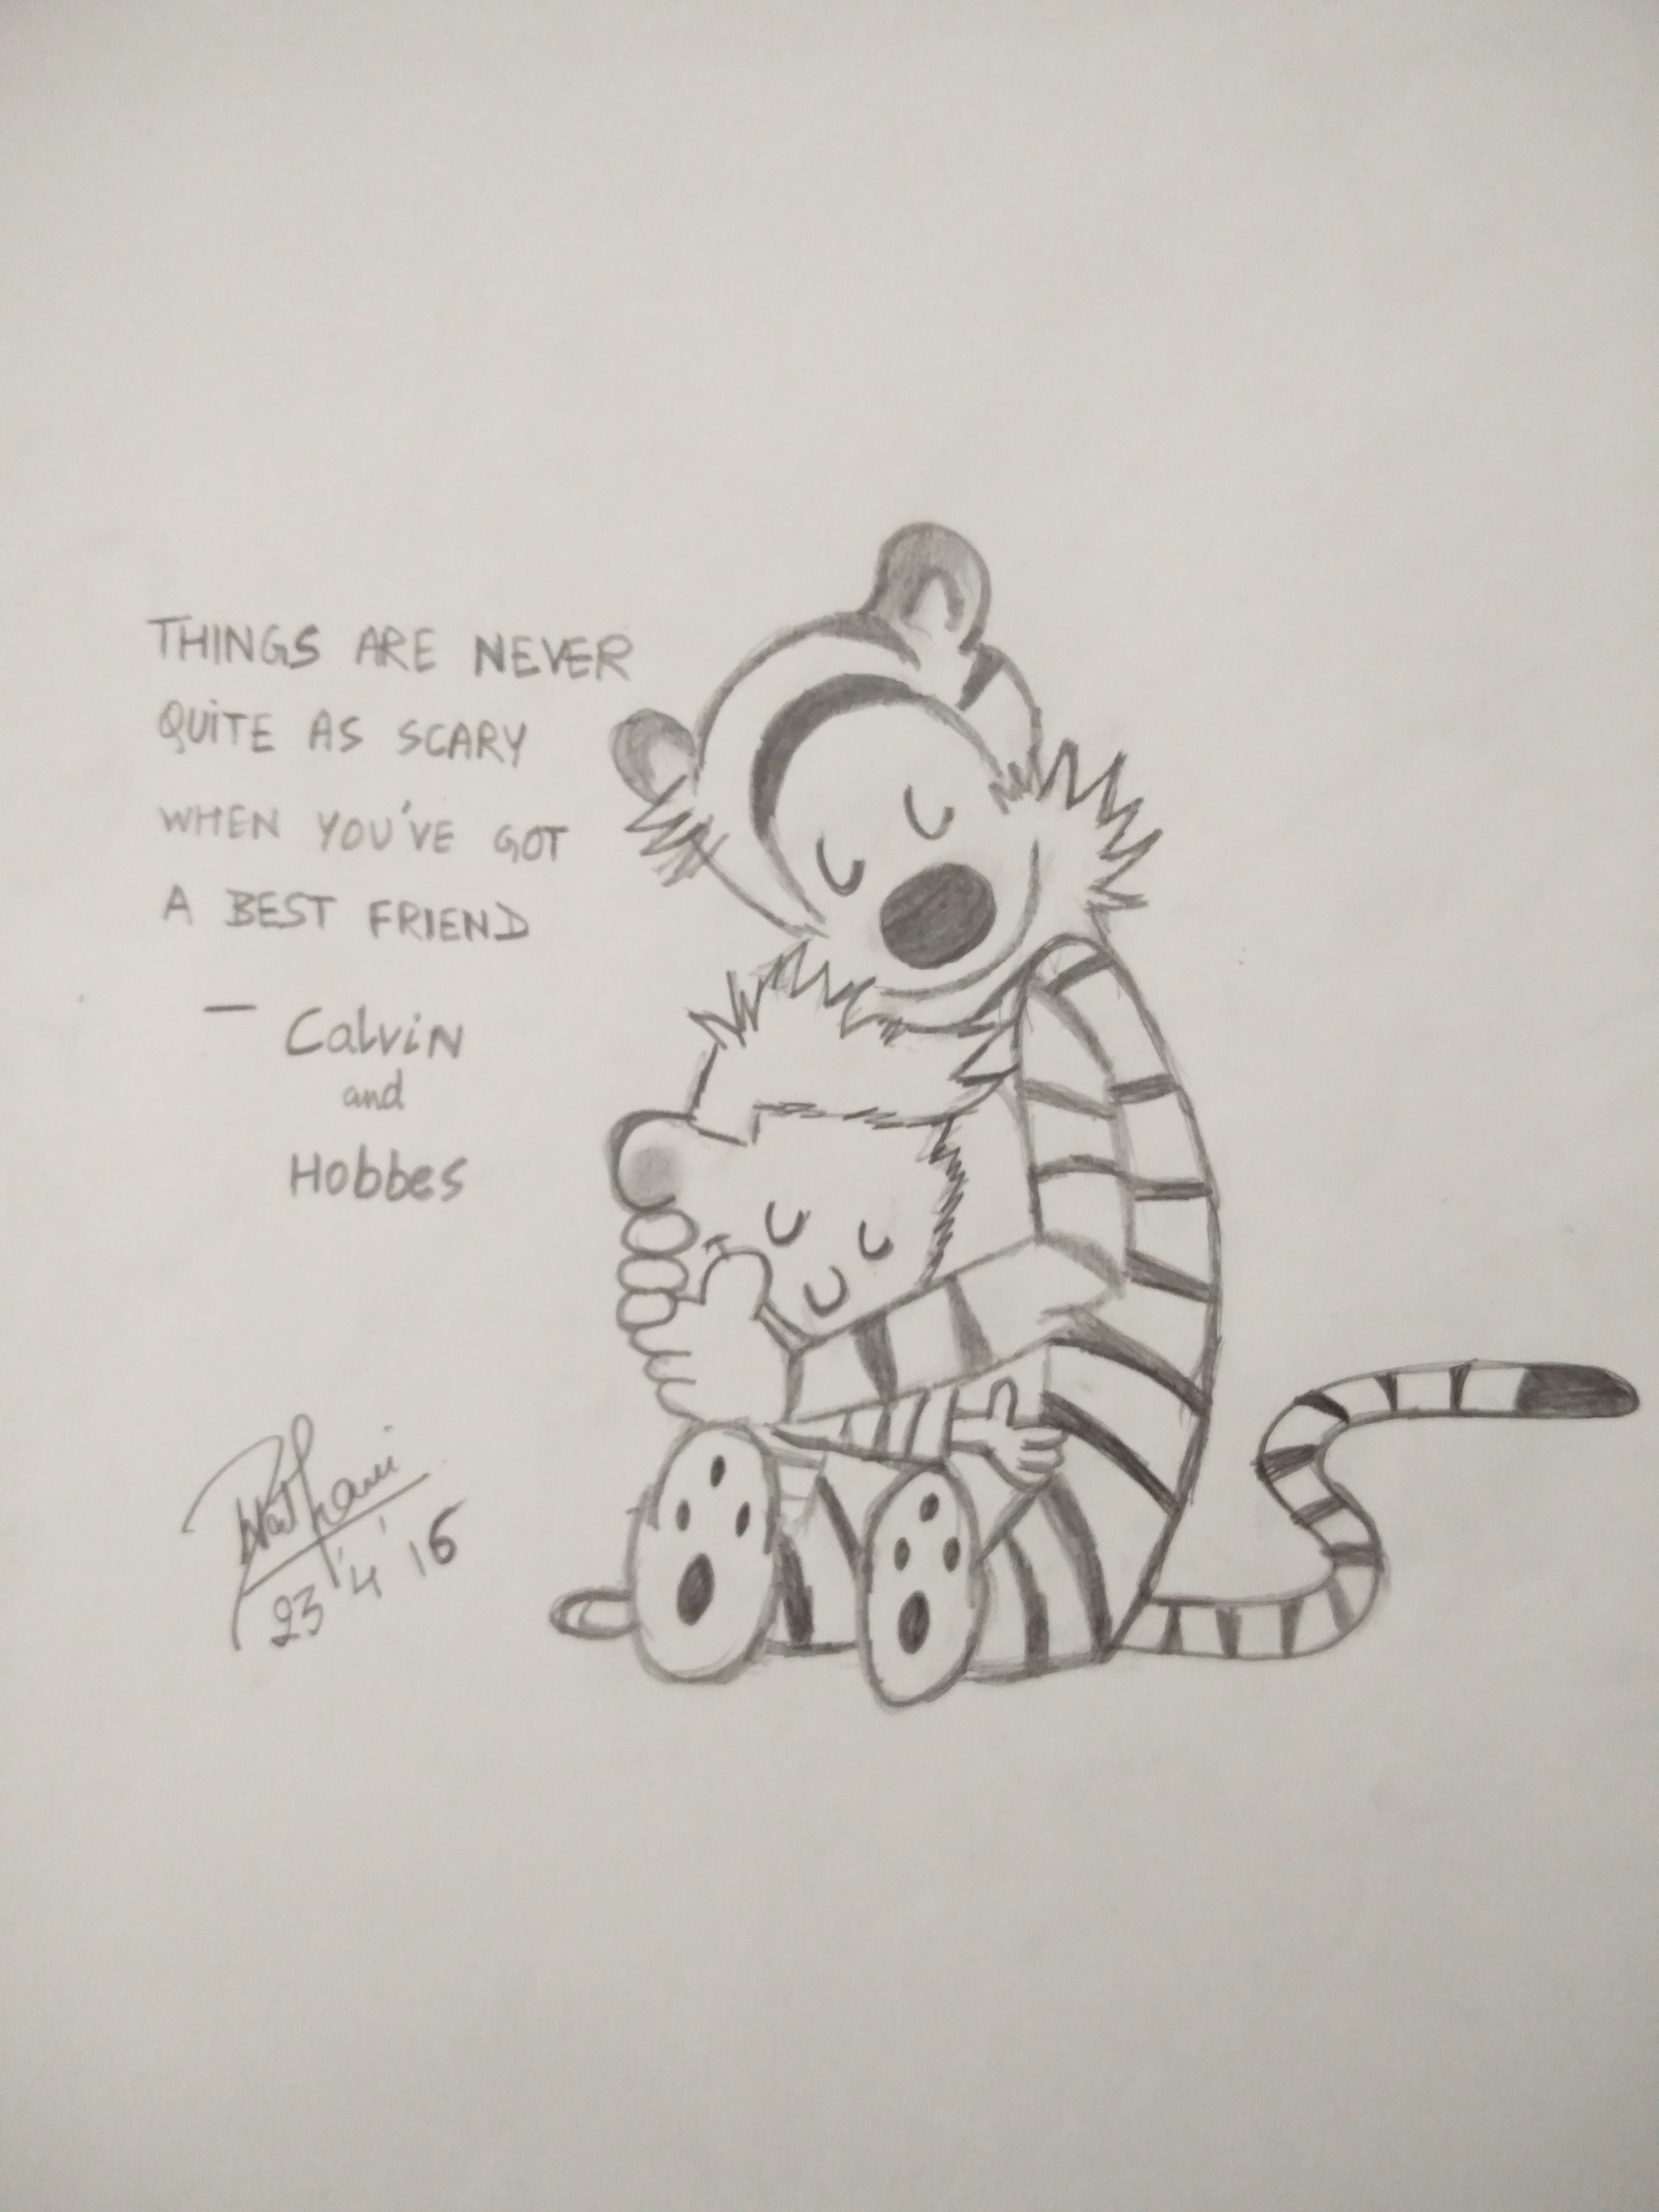 THINGS ARE NEVER
QUITE AS SCARY
WHEN YOU'VE GOT
A BEST FRIEND
— Calvin
and
Hobbes
23'4'16